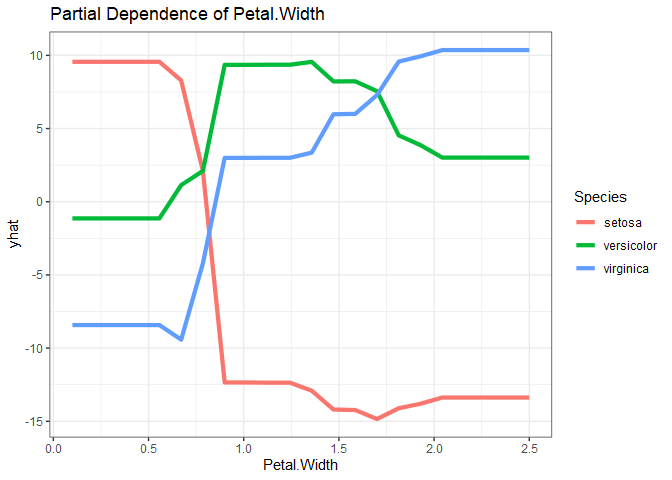 Partial Dependence of Petal.Width
10
5
0
-5
-10
-15
yhat
0.0 0.5 1.0 1.5 2.0 2.5
Petal.Width
Species
setosa
versicolor
virginica